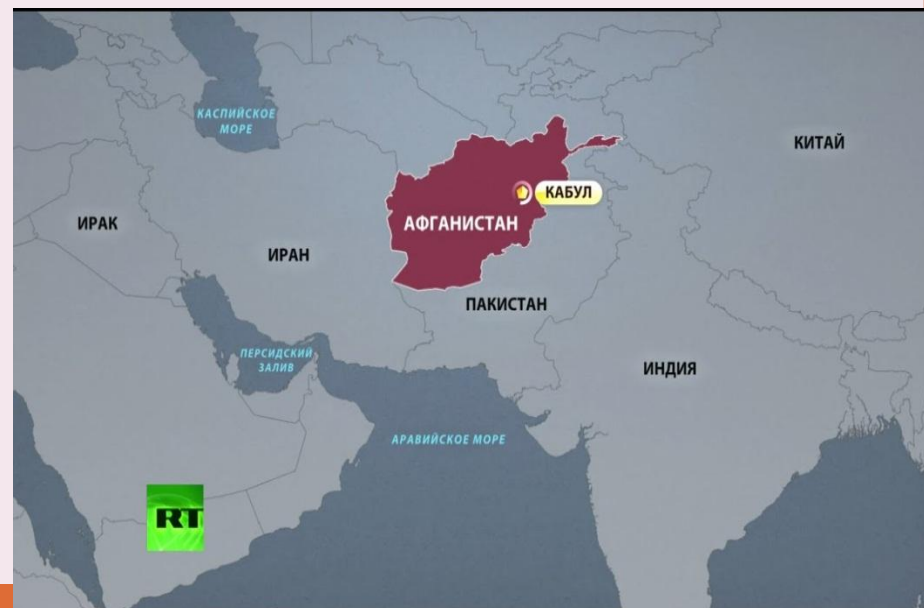 КАСПИЙСКОЕ
МОРЕ
КИТАЙ
КАБУЛ
ИРАК
АФГАНИСТАН
ИРАН
ПАКИСТАН
ПЕРСИДСКИЙ
ЗАЛИВ
ИНДИЯ
АРАВИЙСКОЕ МОРЕ
RT